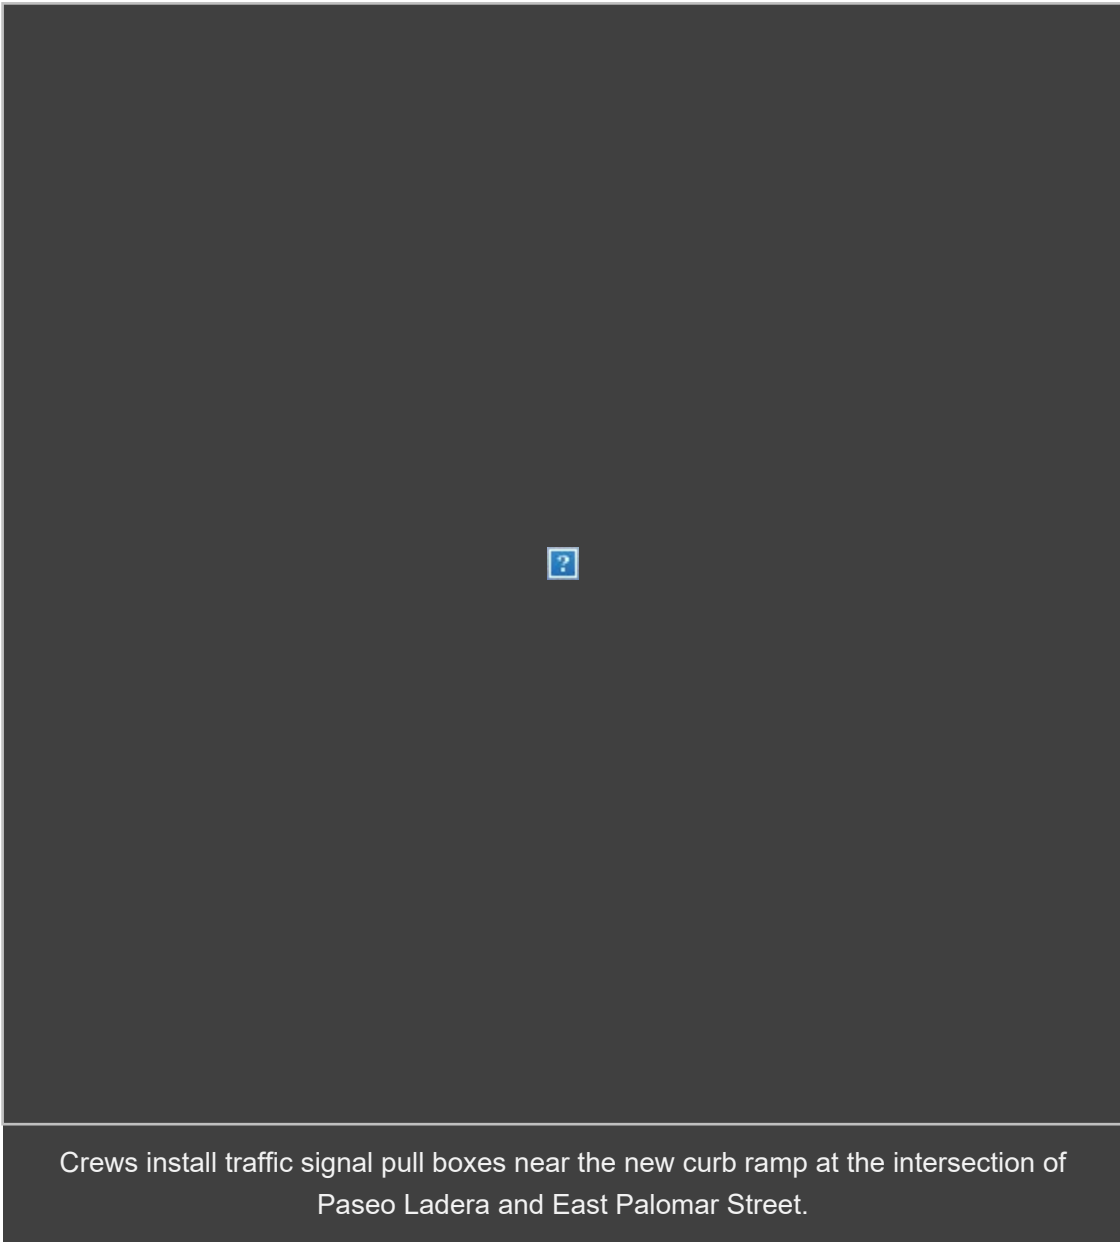 ?
Crews install traffic signal pull boxes near the new curb ramp at the intersection of
Paseo Ladera and East Palomar Street.